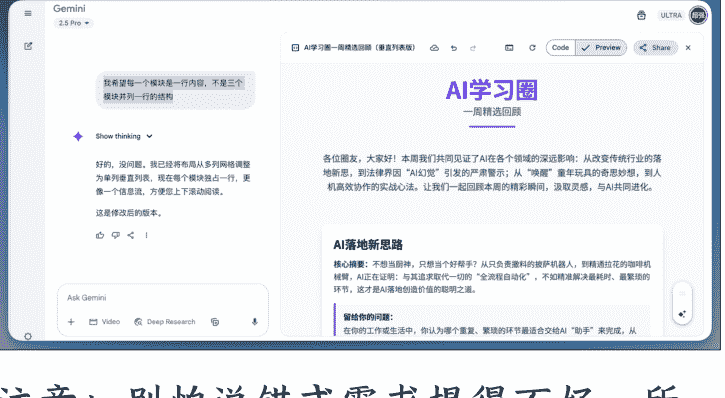 Gemini
2.5 Pro
ULTRA
AI学习圈一周精选回顾（垂直列表版）
Code
Preview
Share
我希望每一个模块是一行内容，不是三个
模块并列一行的结构
Show thinking
好的，没问题。我已经将布局从多列网格调整
为单列垂直列表，现在每个模块独占一行，更
像一个信息流，方便您上下滚动阅读。
这是修改后的版本。
Ask Gemini
Video
Deep Research
AI学习圈
一周精选回顾
各位圈友，大家好！本周我们共同见证了AI在各个领域的深远影响：从改变传统行业的落
地新思，到法律界因“AI幻觉”引发的严肃警示；从“唤醒”童年玩具的奇思妙想，到人
机高效协作的实战心法。让我们一起回顾本周的精彩瞬间，汲取灵感，与AI共同进化。
AI落地新思路
核心摘要：不想当厨神，只想当个好帮手？从只负责撒料的披萨机器人，到精通拉花的咖啡机
械臂，AI正在证明：与其追求取代一切的“全流程自动化”，不如精准解决最耗时、最繁琐的
环节，这才是AI落地创造价值的聪明之道。
留给你的问题：
在你的工作或生活中，你认为哪个重复、繁琐的环节最适合交给AI“助手”来完成，从
注意：别怕说错或需求提得不好，所